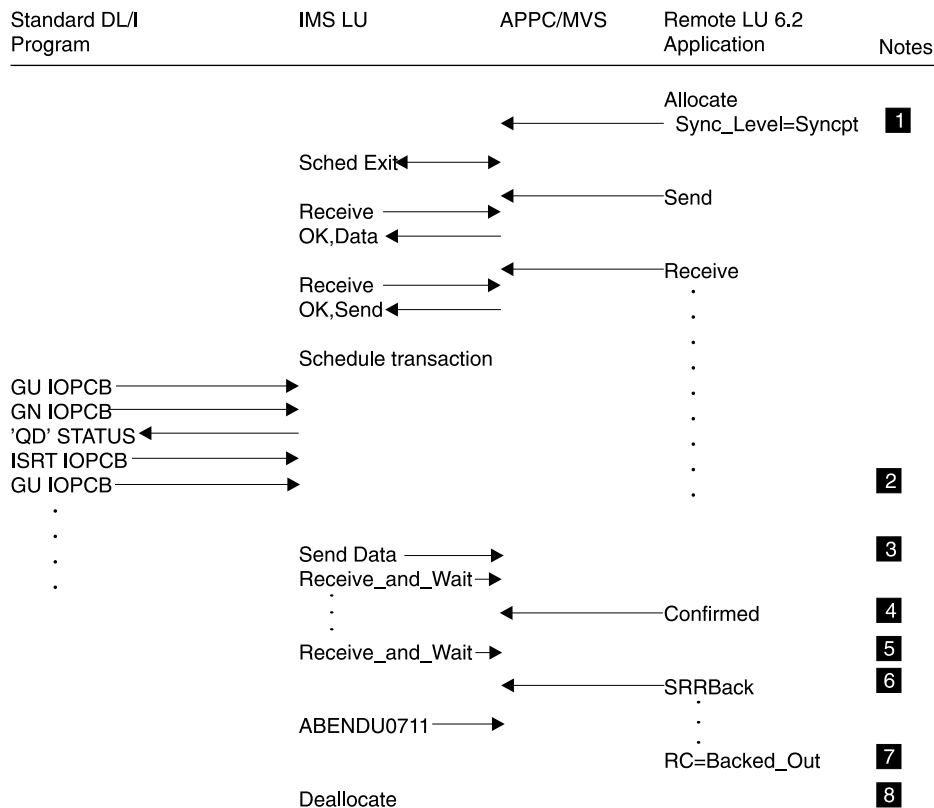 Standard DL/I Program IMS LU APPC/MVS Remote LU 6.2 Application Notes
Allocate
Sync_Level=Syncpt 1
Sched Exit
Send
Receive
OK,Data
Receive
Receive
OK,Send
Schedule transaction
GU IOPCB
GN IOPCB
'QD' STATUS
ISRT IOPCB
GU IOPCB 2
Send Data 3
Receive_and_Wait
Confirmed 4
Receive_and_Wait 5
SRRBack 6
ABENDU0711
RC=Backed_Out 7
Deallocate 8